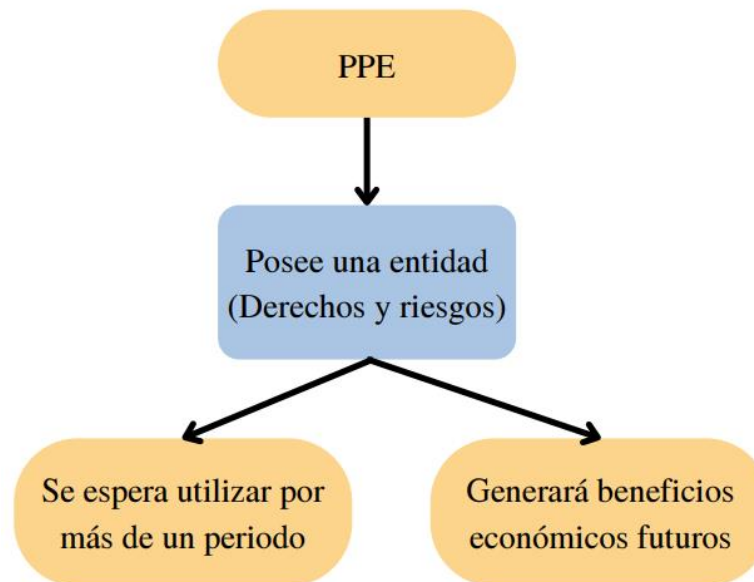 PPE
Posee una entidad
(Derechos y riesgos)
Se espera utilizar por
más de un periodo
Generará beneficios
económicos futuros